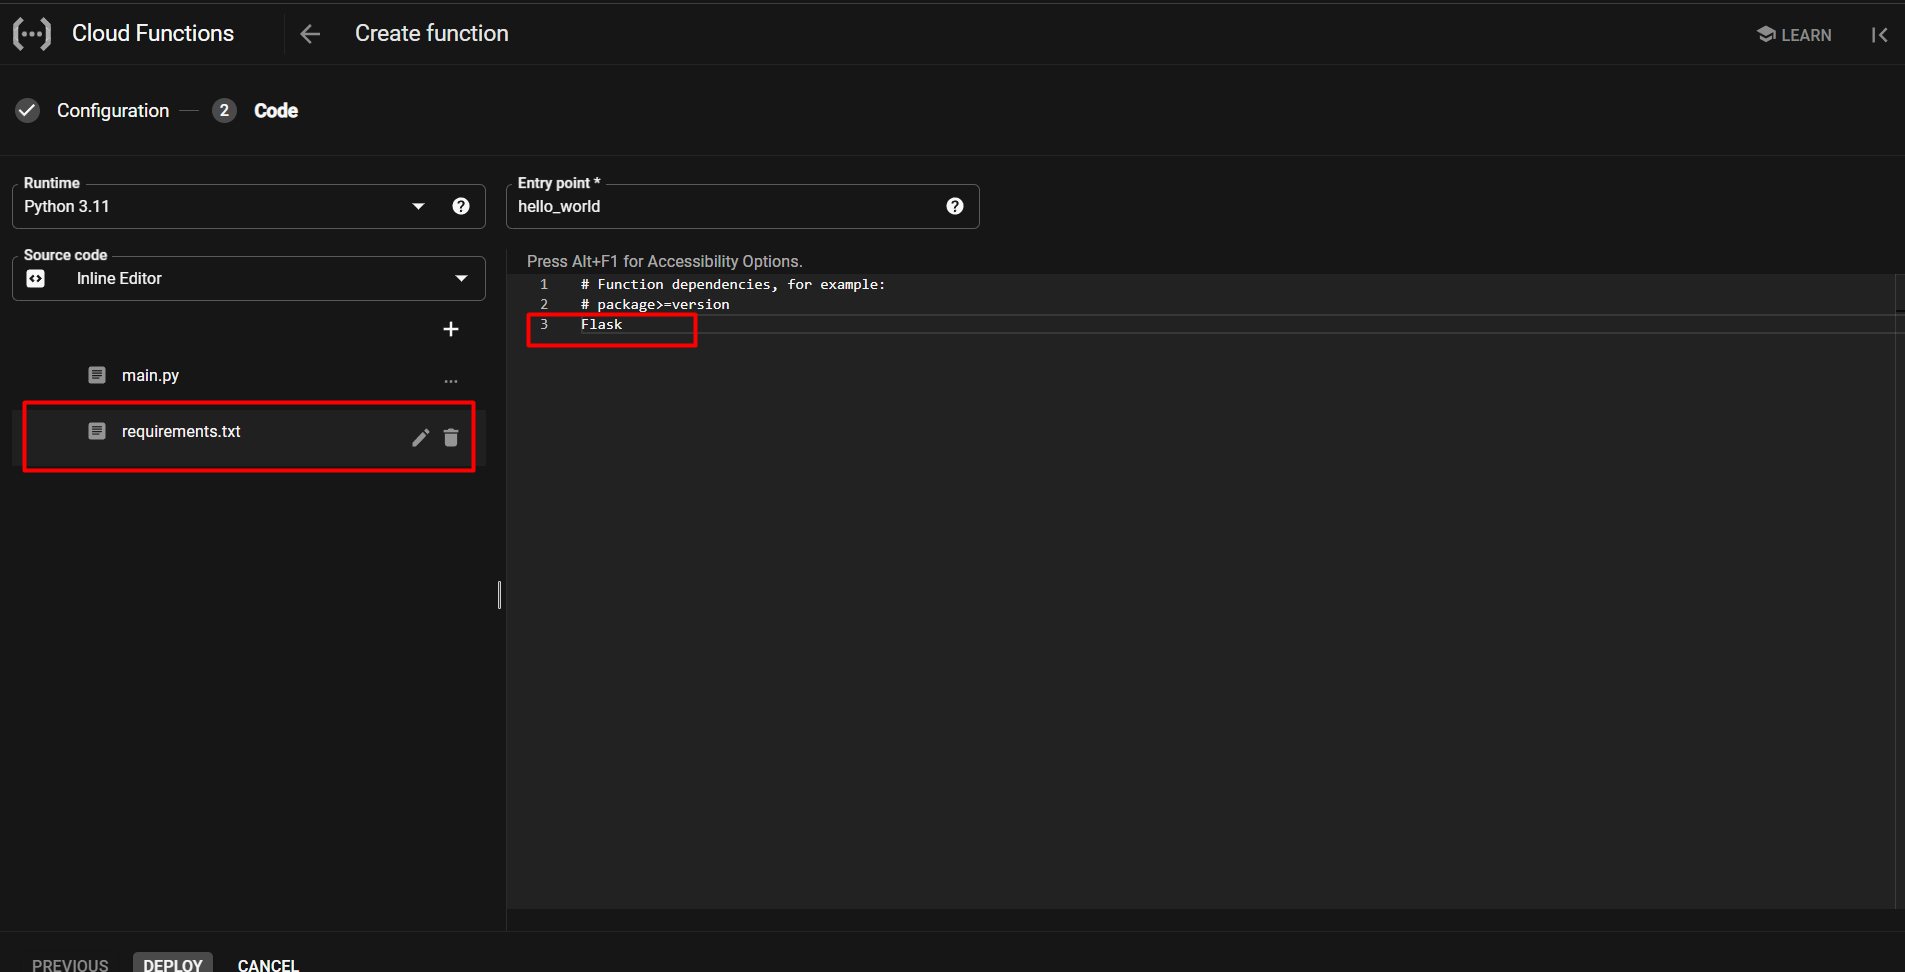 Cloud Functions
Create function
LEARN
Configuration
2
Code
Runtime
Python 3.11
Entry point *
hello_world
Source code
Inline Editor
main.py
...
requirements.txt
Press Alt+F1 for Accessibility Options.
1 # Function dependencies, for example:
2 # package>=version
3 Flask
PREVIOUS
DEPLOY
CANCEL